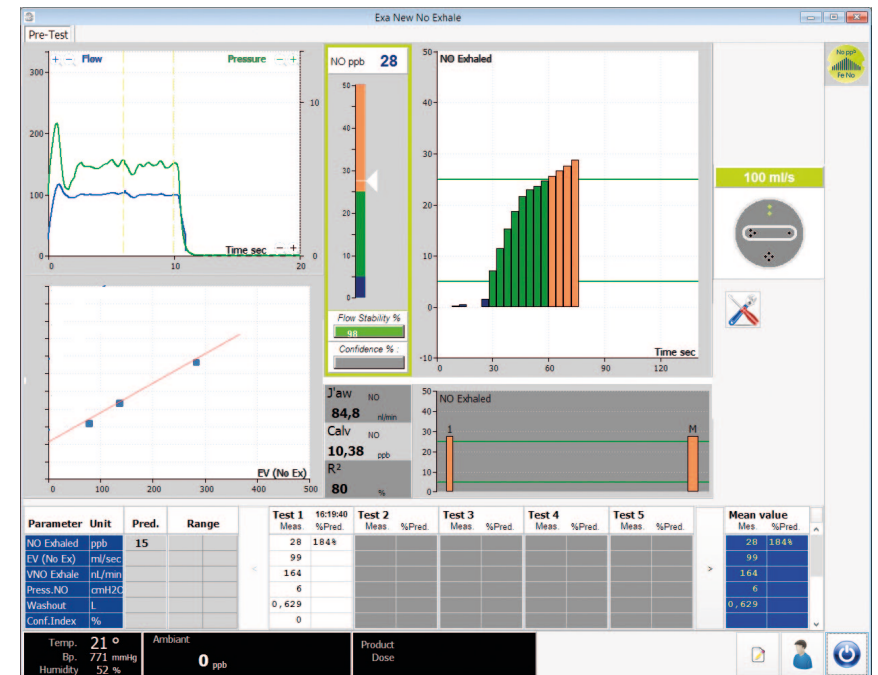 Exa New No Exhale
Pre-Test
+ - Flow Pressure - +
300
200
100
0
10
0
Time sec - +
0 10 20
NO ppb 28
50
40
30
20
10
0
Flow Stability %
98
Confidence % :
50 NO Exhaled
40
30
20
10
0
-10
Time sec
0 30 60 90 120
No ppb
Fe No
100 ml/s
EV (No Ex)
0 100 200 300 400 500
J'aw NO
84,8 nl/min
Calv NO
10,38 ppb
R²
80 %
50 NO Exhaled
40
30
20
10
0
1 M
Parameter Unit Pred. Range Test 1 16:19:40 Test 2 Test 3 Test 4 Test 5 Mean value
Meas. %Pred. Meas. %Pred. Meas. %Pred. Meas. %Pred. Meas. %Pred. Mes. %Pred.
NO Exhaled ppb 15 28 184% 28 184%
EV (No Ex) ml/sec 99 99
VNO Exhale nL/min < 164 > 164
Press.NO cmH2O 6 6
Washout L 0,629 0,629
Conf.Index % 0
Temp. 21 °
Bp. 771 mmHg
Humidity 52 %
Ambiant
0 ppb
Product
Dose